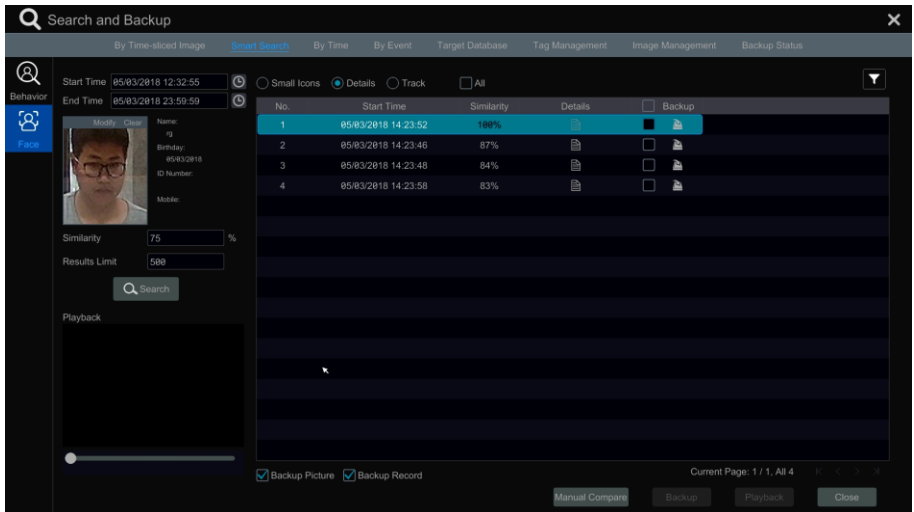 Search and Backup
By Time-sliced Image Smart Search By Time By Event Target Database Tag Management Image Management Backup Status
Behavior
Face
Start Time 05/03/2018 12:32:55
End Time 05/03/2018 23:59:59
Modify Clear
Name:
rg
Birthday:
05/03/2018
ID Number:
Mobile:
Similarity 75 %
Results Limit 500
Search
Playback
Small Icons Details Track All
No. Start Time Similarity Details Backup
1 05/03/2018 14:23:52 100%
2 05/03/2018 14:23:46 87%
3 05/03/2018 14:23:48 84%
4 05/03/2018 14:23:58 83%
Backup Picture Backup Record
Current Page: 1 / 1, All 4
Manual Compare Backup Playback Close